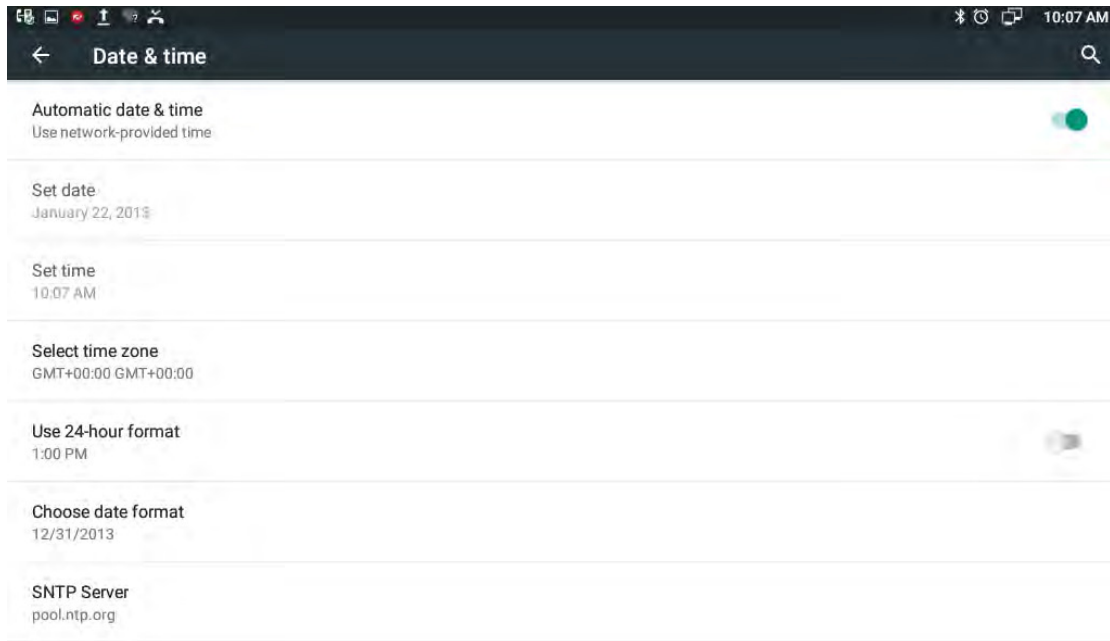 10:07 AM
Date & time
Automatic date & time
Use network-provided time
Set date
January 22, 2013
Set time
10:07 AM
Select time zone
GMT+00:00 GMT+00:00
Use 24-hour format
1:00 PM
Choose date format
12/31/2013
SNTP Server
pool.ntp.org